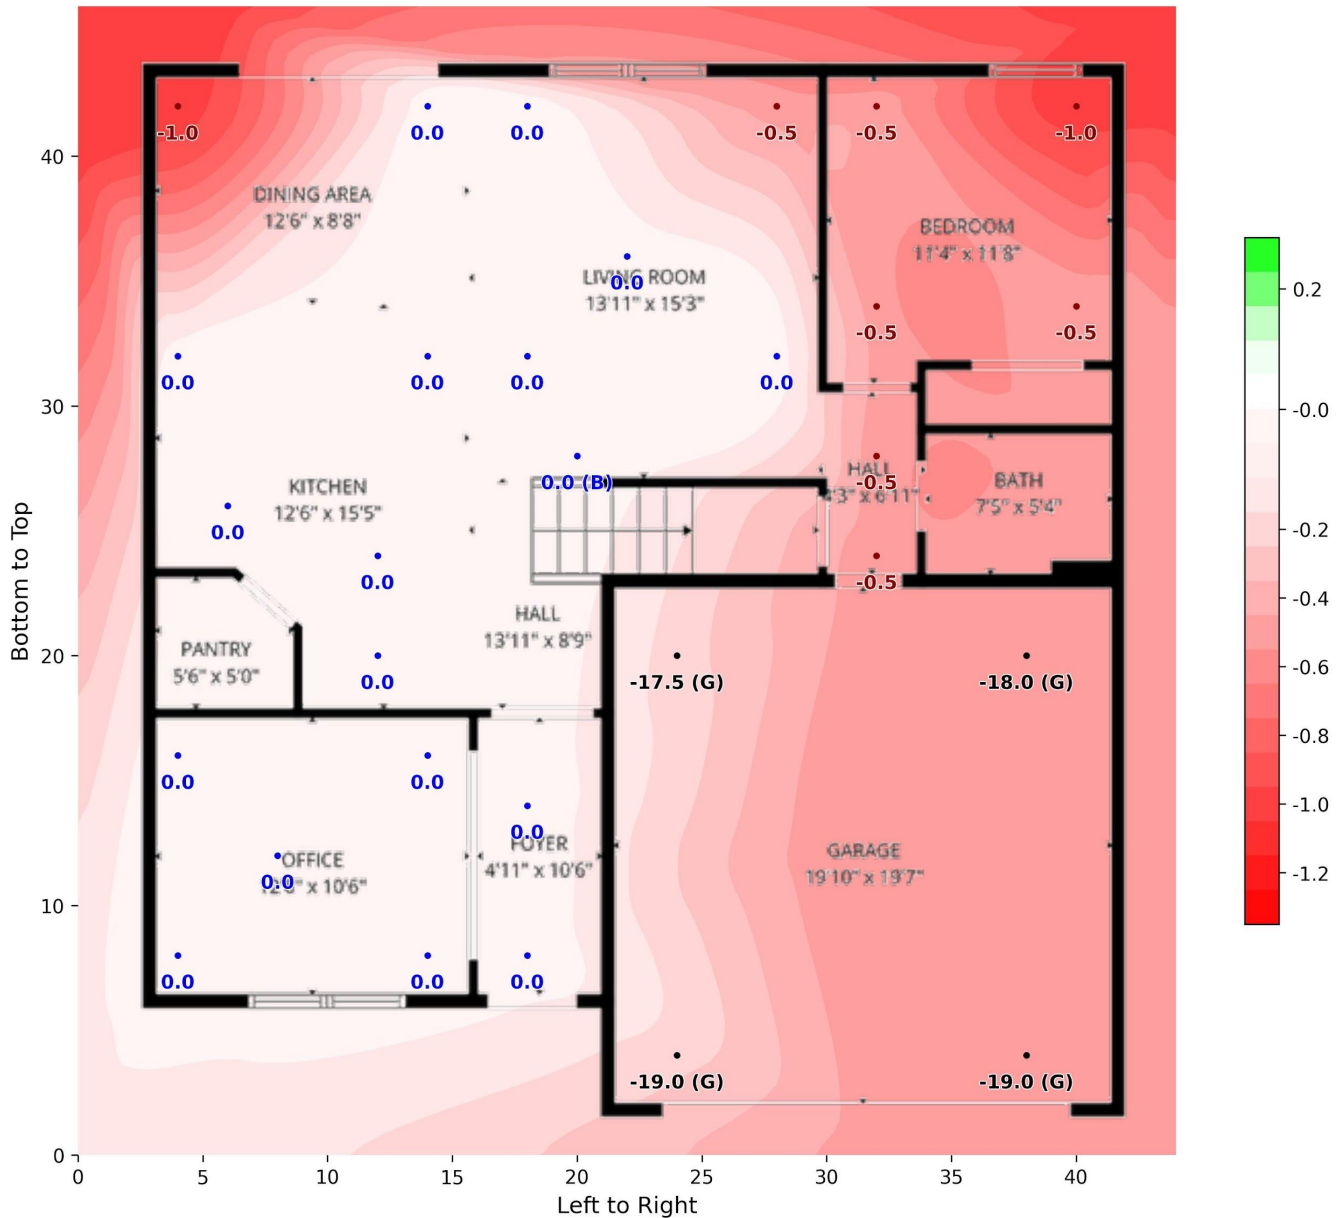 -1.0
0.0
0.0
-0.5
-0.5
-1.0
40
DINING AREA
12'6" x 8'8"
BEDROOM
11'4" x 11'8"
LIVING ROOM
0.0
13'11" x 15'3"
0.2
-0.5
-0.5
0.0
0.0
0.0
0.0
30
-0.0
KITCHEN
12'6" x 15'5"
0.0 (B)
HALL
-0.5
4'3" x 6'11"
BATH
7'5" x 5'4"
0.0
-0.2
0.0
-0.5
-0.4
HALL
13'11" x 8'9"
PANTRY
5'6" x 5'0"
20
0.0
-17.5 (G)
-18.0 (G)
-0.6
-0.8
0.0
0.0
-1.0
0.0
FOYER
4'11" x 10'6"
OFFICE
0.0
x 10'6"
GARAGE
19'10" x 19'7"
-1.2
10
0.0
0.0
0.0
-19.0 (G)
-19.0 (G)
0
0
5
10
15
20
25
30
35
40
Left to Right
Bottom to Top